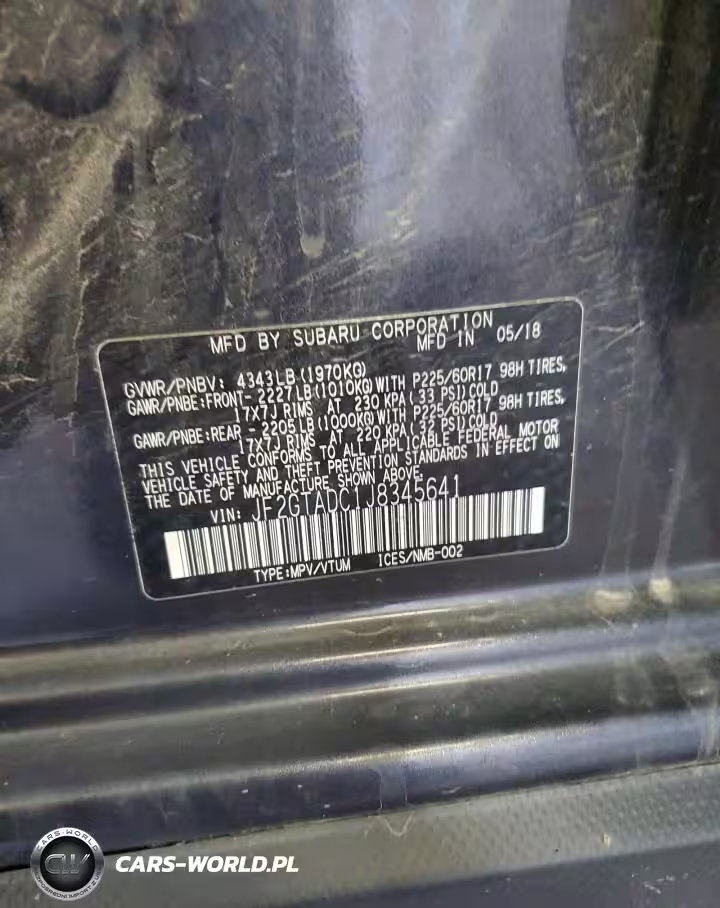 MFD BY SUBARU CORPORATION
MFD IN 05/18
GVWR/PNBV: 4343LB(1970KG)
GAWR/PNBE:FRONT- 2227LB(1010KG)WITH P225/60R17 98H TIRES,
17X7J RIMS AT 230 KPA(33 PSI)COLD
GAWR/PNBE:REAR - 2205LB(1000KG)WITH P225/60R17 98H TIRES,
17X7J RIMS AT 220 KPA(32 PSI)COLD
THIS VEHICLE CONFORMS TO ALL APPLICABLE FEDERAL MOTOR
VEHICLE SAFETY AND THEFT PREVENTION STANDARDS IN EFFECT ON
THE DATE OF MANUFACTURE SHOWN ABOVE.
VIN: JF2GTADC1J8345641
TYPE:MPV/VTUM ICES/NMB-002
CARS-WORLD
CW
CARS-WORLD.PL